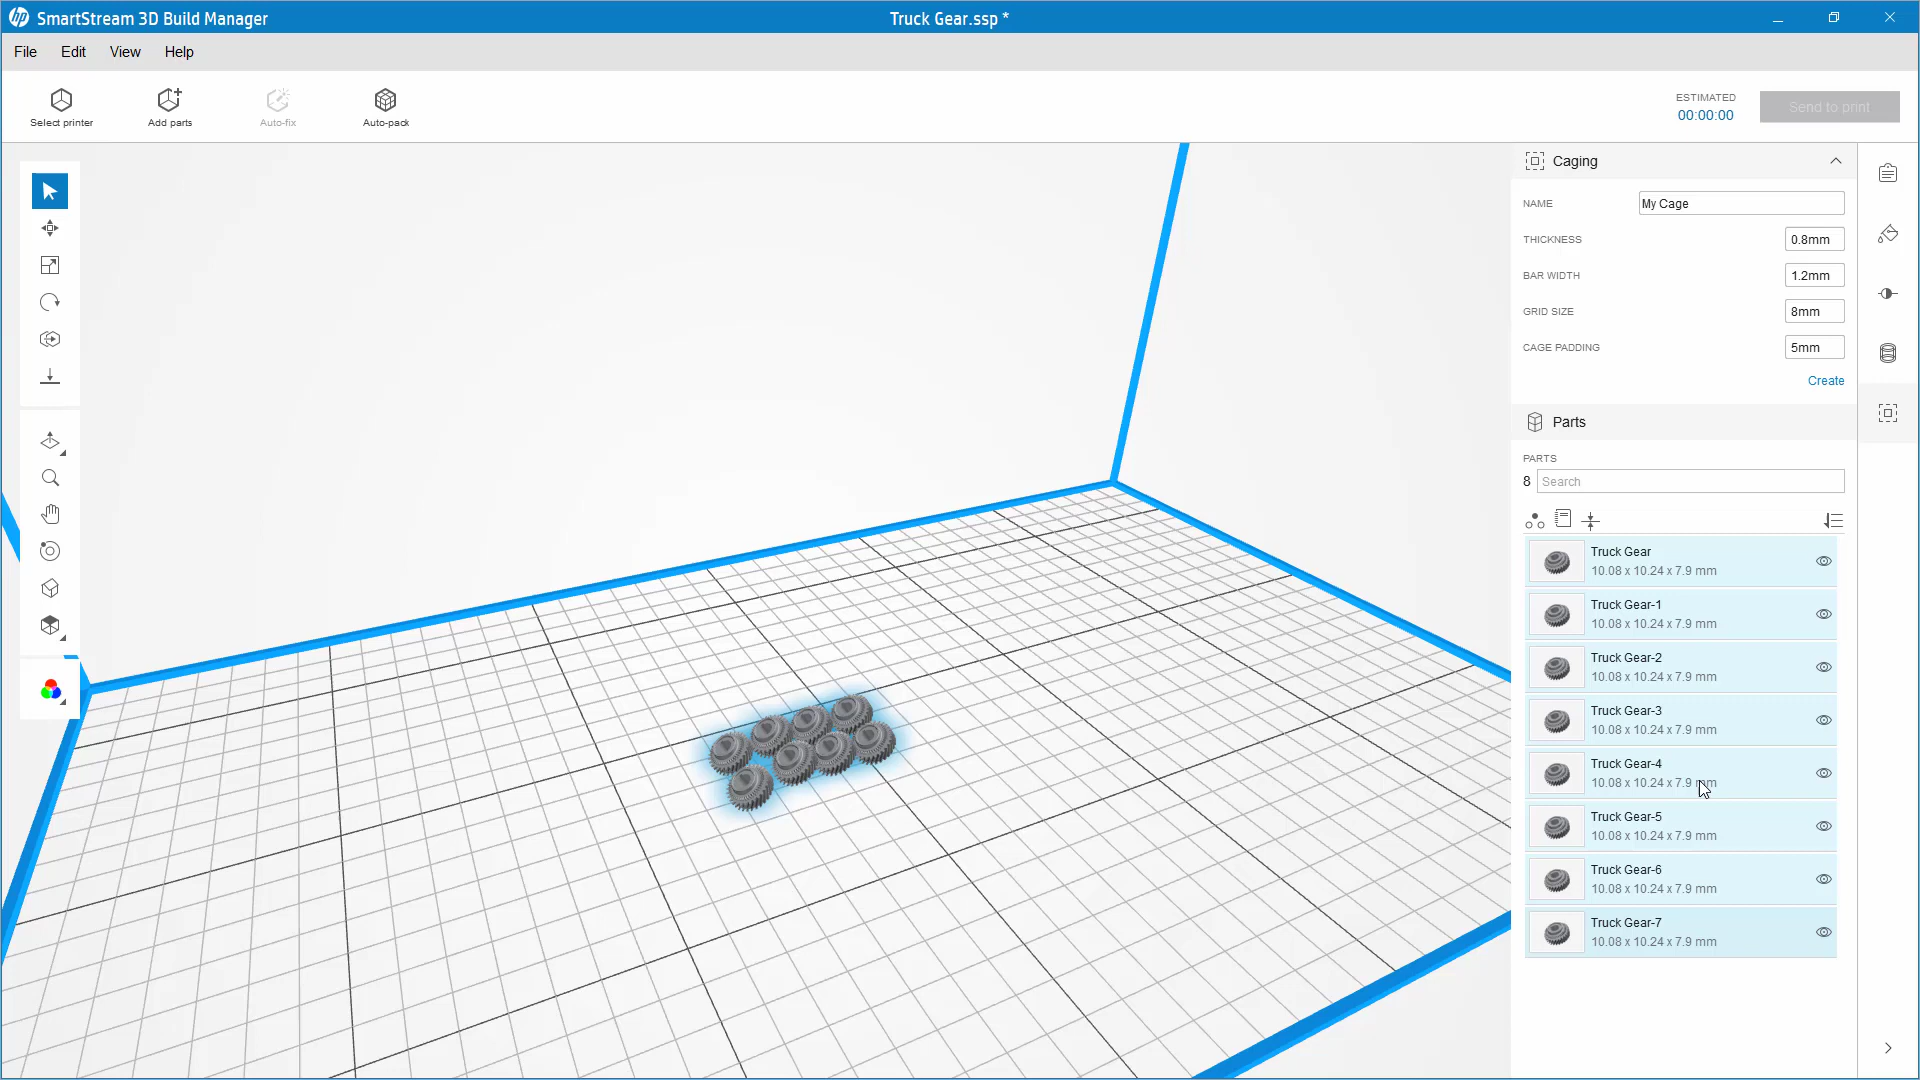 hp SmartStream 3D Build Manager
Truck Gear.ssp *
File Edit View Help
Select printer
Add parts
Auto-fix
Auto-pack
ESTIMATED
00:00:00
Send to print
Caging
NAME My Cage
THICKNESS 0.8mm
BAR WIDTH 1.2mm
GRID SIZE 8mm
CAGE PADDING 5mm
Create
Parts
PARTS
8 Search
Truck Gear
10.08 x 10.24 x 7.9 mm
Truck Gear-1
10.08 x 10.24 x 7.9 mm
Truck Gear-2
10.08 x 10.24 x 7.9 mm
Truck Gear-3
10.08 x 10.24 x 7.9 mm
Truck Gear-4
10.08 x 10.24 x 7.9 mm
Truck Gear-5
10.08 x 10.24 x 7.9 mm
Truck Gear-6
10.08 x 10.24 x 7.9 mm
Truck Gear-7
10.08 x 10.24 x 7.9 mm